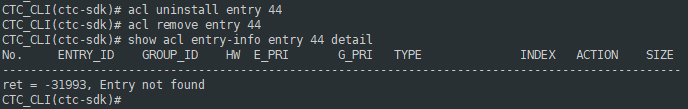 CTC_CLI(ctc-sdk)# acl uninstall entry 44
CTC_CLI(ctc-sdk)# acl remove entry 44
CTC_CLI(ctc-sdk)# show acl entry-info entry 44 detail
No.     ENTRY_ID    GROUP_ID   HW  E_PRI      G_PRI   TYPE             INDEX   ACTION    SIZE
-----------------------------------------------------------------------------------------------
ret = -31993, Entry not found
CTC_CLI(ctc-sdk)#